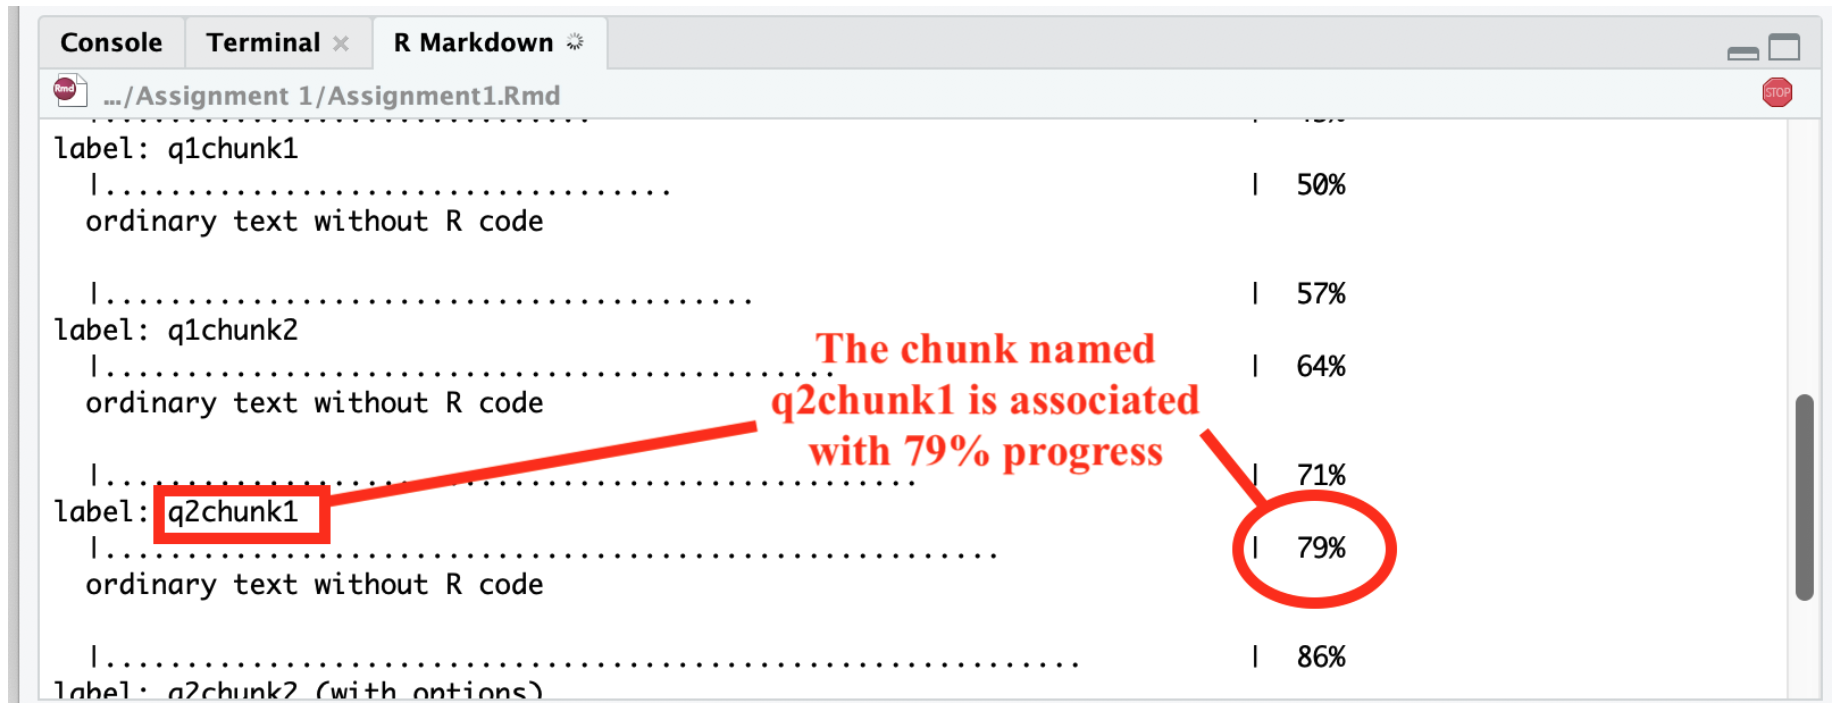 Console Terminal × R Markdown
Rmd .../Assignment 1/Assignment1.Rmd STOP
label: q1chunk1
|................................... | 50%
ordinary text without R code
|........................................ | 57%
label: q1chunk2
|............................................. | 64%
ordinary text without R code
The chunk named
q2chunk1 is associated
with 79% progress
|.................................................. | 71%
label: q2chunk1
|....................................................... | 79%
ordinary text without R code
|............................................................ | 86%
label: q2chunk2 (with options)